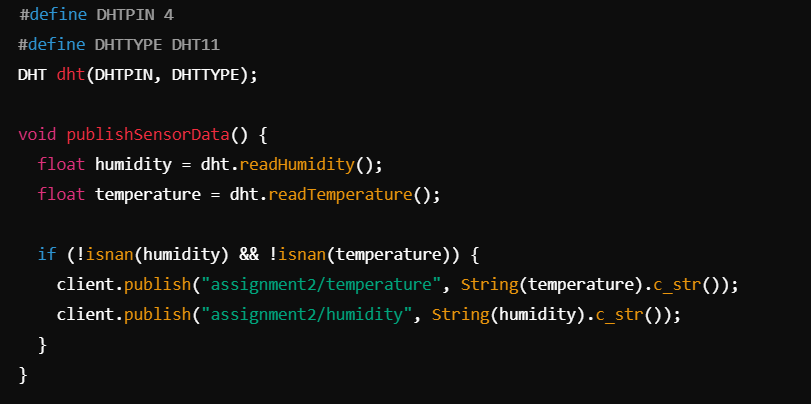 #define DHTPIN 4
#define DHTTYPE DHT11
DHT dht(DHTPIN, DHTTYPE);

void publishSensorData() {
  float humidity = dht.readHumidity();
  float temperature = dht.readTemperature();

  if (!isnan(humidity) && !isnan(temperature)) {
    client.publish("assignment2/temperature", String(temperature).c_str());
    client.publish("assignment2/humidity", String(humidity).c_str());
  }
}